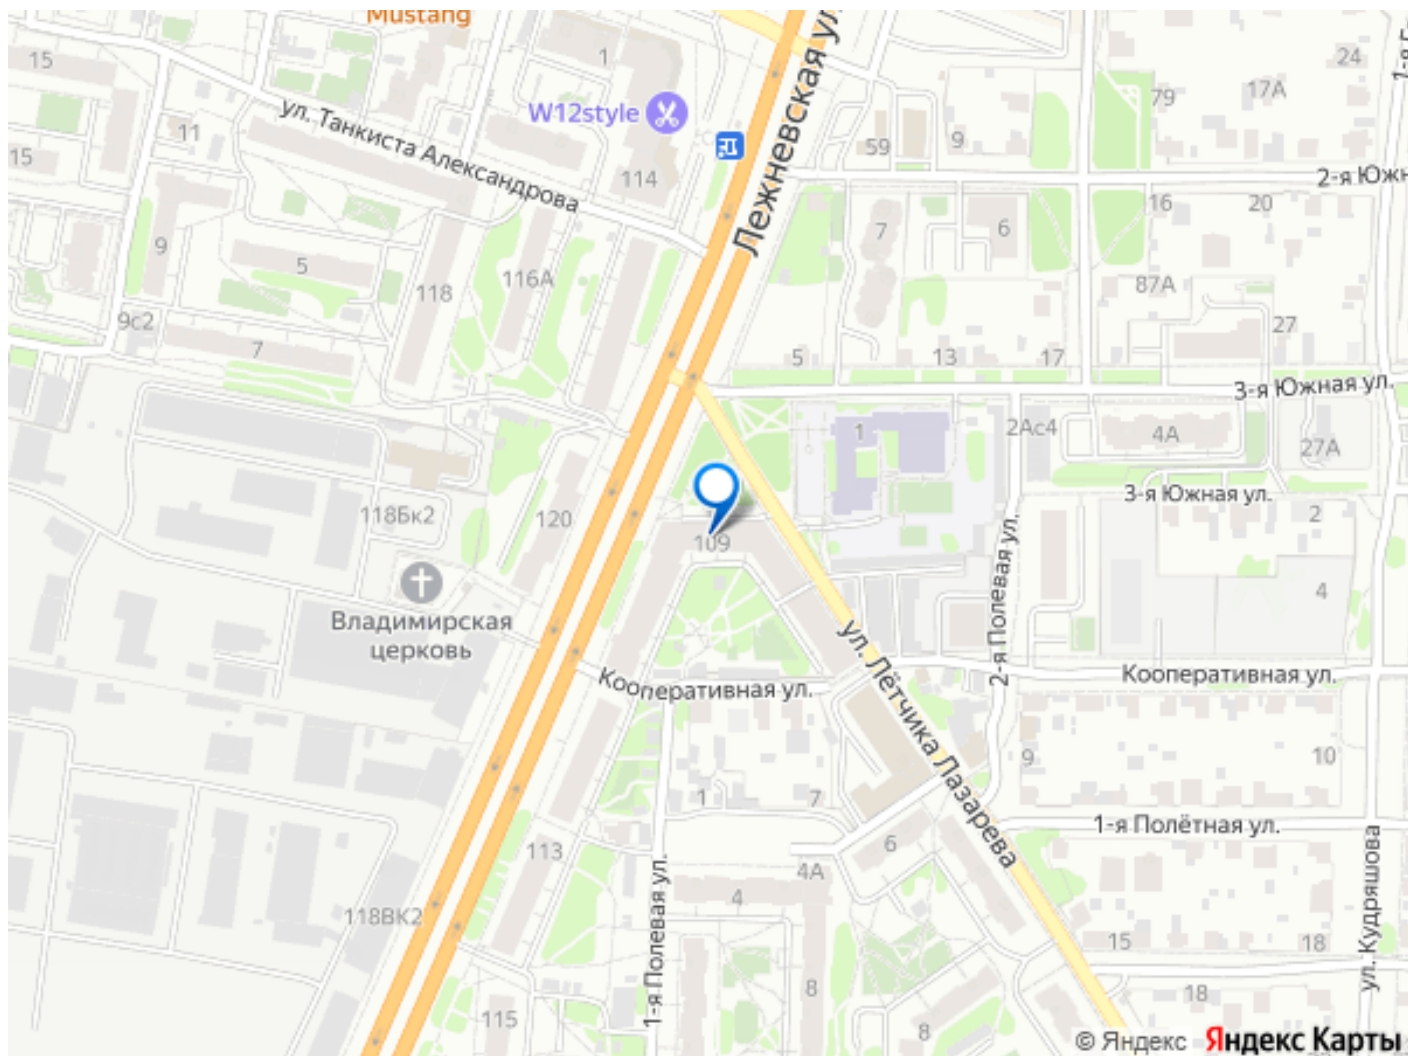 Mustang
15
1
24
1-я
17А
79
W12style
11
ул. Танкиста Александрова
Лежневская ул.
59
9
15
114
2-я Южн
16
20
7
6
9
5
116А
118
87А
9с2
27
7
5
13
17
3-я Южная ул.
1
2Ас4
4А
27А
3-я Южная ул.
118Бк2
120
2
109
2-я Полевая ул.
4
Владимирская
церковь
ул. Лётчика Лазарева
Кооперативная ул.
Кооперативная ул.
9
10
1
7
1-я Полётная ул.
113
6
4А
4
118ВК2
1-я Полевая ул.
15
18
ул. Кудряшова
8
18
115
8
© Яндекс Яндекс Карты